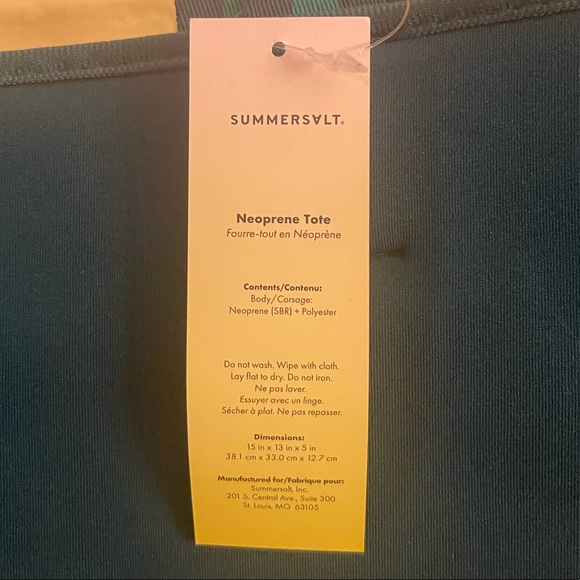 SUMMERSALT®
Neoprene Tote
Fourre-tout en Néoprène
Contents/Contenu:
Body/Corsage:
Neoprene (SBR) + Polyester
Do not wash. Wipe with cloth.
Lay flat to dry. Do not iron.
Ne pas laver.
Essuyer avec un linge.
Sécher à plat. Ne pas repasser.
Dimensions:
15 in x 13 in x 5 in
38.1 cm x 33.0 cm x 12.7 cm
Manufactured for/Fabrique pour:
Summersalt, Inc.
201 S. Central Ave., Suite 300
St. Louis, MO 63105